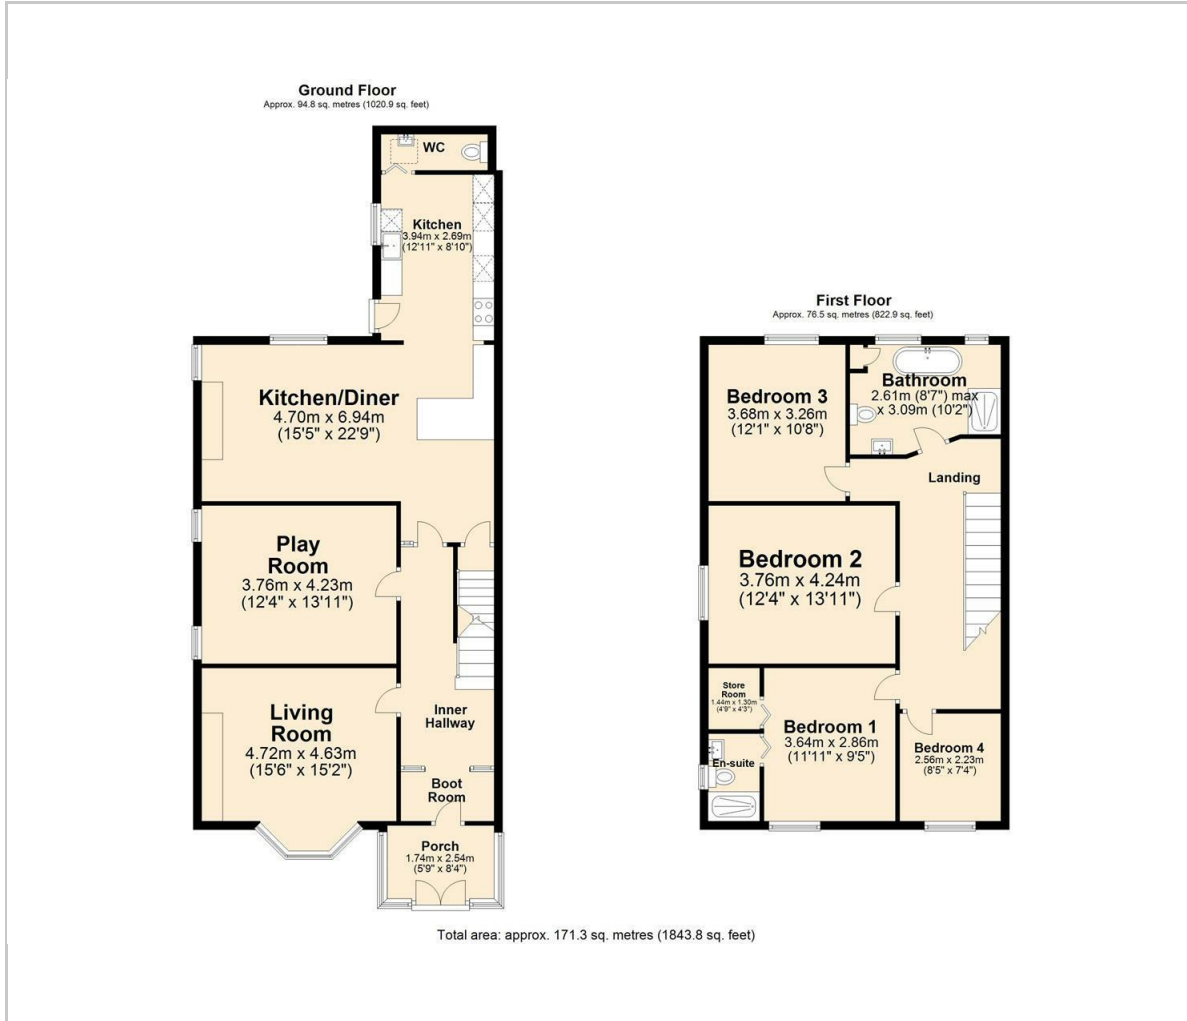 Ground Floor
Approx. 94.8 sq. metres (1020.9 sq. feet)
WC
Kitchen
3.94m x 2.69m
(12'11" x 8'10")
Kitchen/Diner
4.70m x 6.94m
(15'5" x 22'9")
Play
Room
3.76m x 4.23m
(12'4" x 13'11")
Living
Room
4.72m x 4.63m
(15'6" x 15'2")
Inner
Hallway
Boot
Room
Porch
1.74m x 2.54m
(5'9" x 8'4")
First Floor
Approx. 76.5 sq. metres (822.9 sq. feet)
Bedroom 3
3.68m x 3.26m
(12'1" x 10'8")
Bathroom
2.61m (8'7") max
x 3.09m (10'2")
Landing
Bedroom 2
3.76m x 4.24m
(12'4" x 13'11")
Store
Room
1.44m x 1.30m
(4'9" x 4'3")
Bedroom 1
3.64m x 2.86m
(11'11" x 9'5")
En-suite
Bedroom 4
2.56m x 2.23m
(8'5" x 7'4")
Total area: approx. 171.3 sq. metres (1843.8 sq. feet)